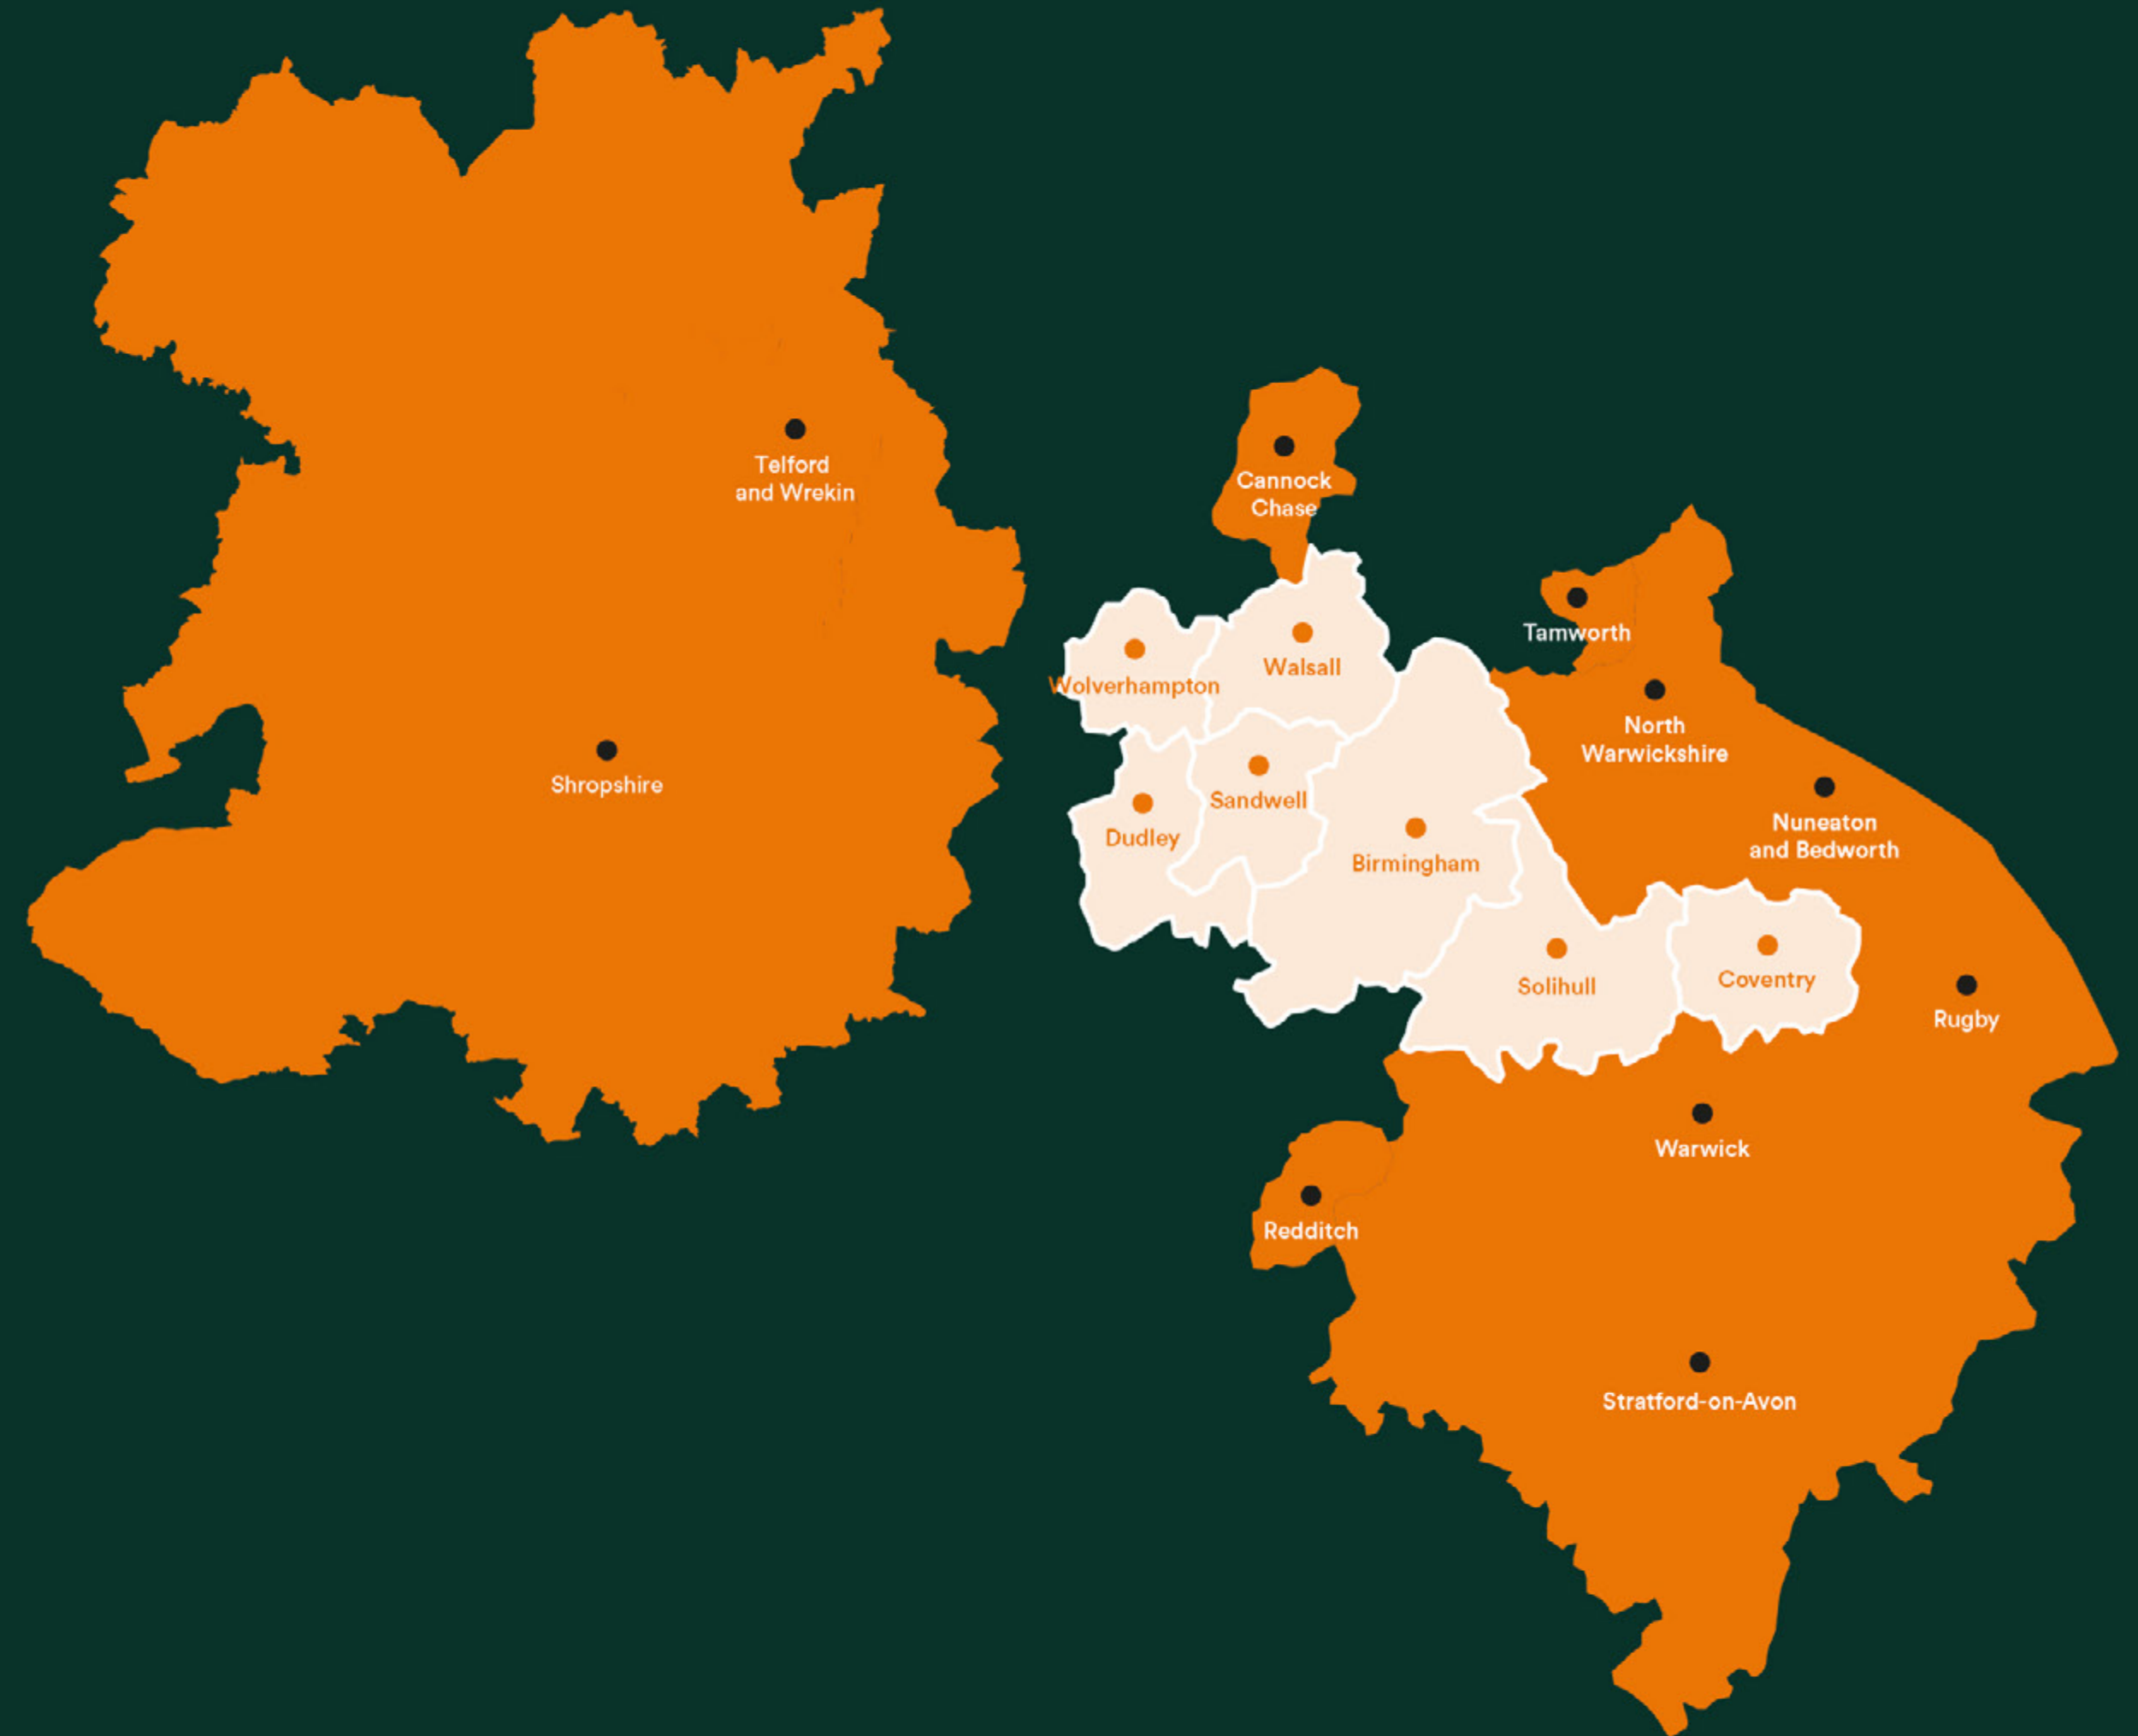 Telford
and Wrekin
Cannock
Chase
Tamworth
Walsall
Wolverhampton
North
Warwickshire
Shropshire
Sandwell
Dudley
Nuneaton
and Bedworth
Birmingham
Solihull
Coventry
Rugby
Warwick
Redditch
Stratford-on-Avon